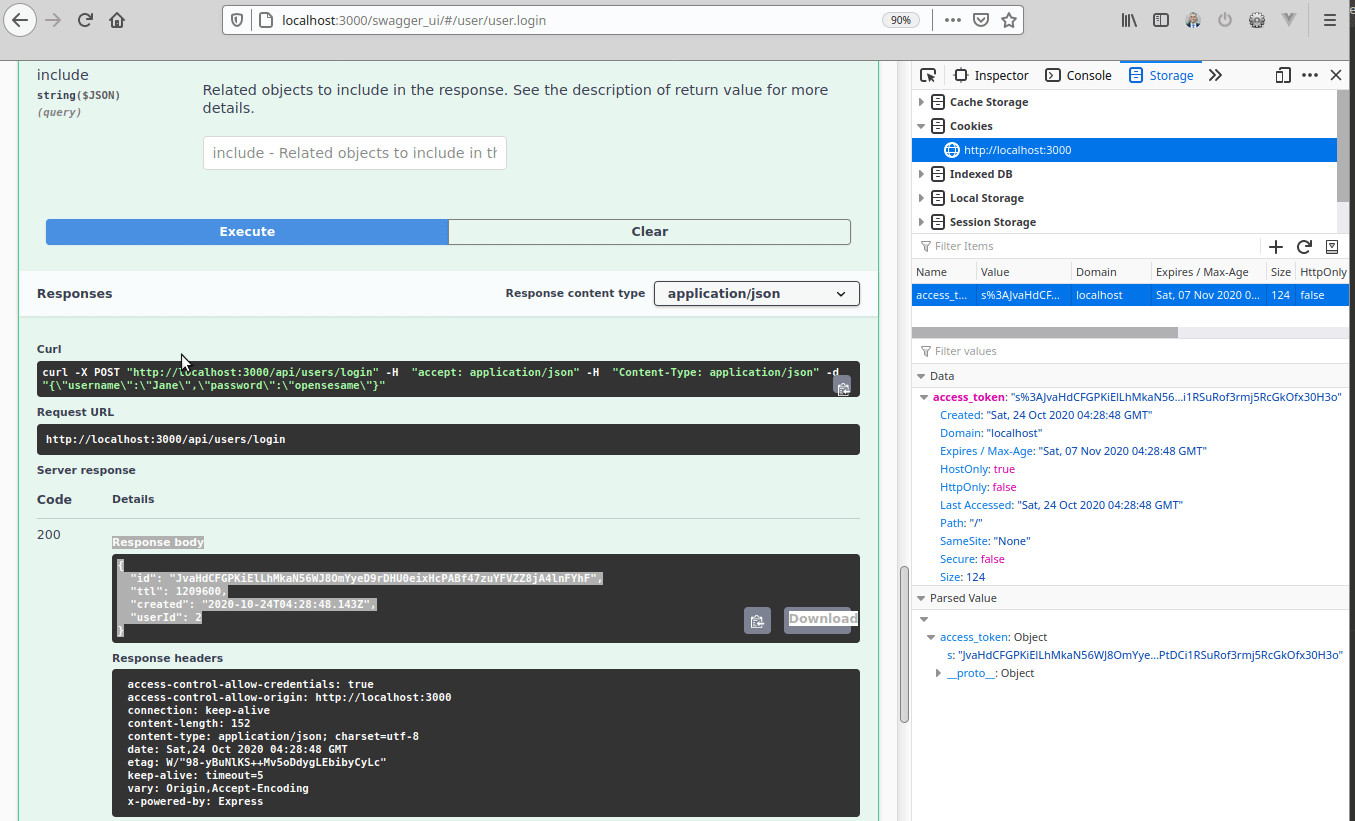 localhost:3000/swagger_ui/#/user/user.login
90%
include
string($JSON)
(query)
Related objects to include in the response. See the description of return value for more
details.
include - Related objects to include in th
Execute
Clear
Responses
Response content type
application/json
Curl
curl -X POST "http://localhost:3000/api/users/login" -H  "accept: application/json" -H  "Content-Type: application/json" -d
"{\"username\":\"Jane\",\"password\":\"opensesame\"}"
Request URL
http://localhost:3000/api/users/login
Server response
Code
Details
200
Response body
{
"id": "JvaHdCFGPKiElLhMkaN56WJ8OmYyeD9rDHU0eixHcPABf47zuYFVZZ8jA4lnFYhF",
"ttl": 1209600,
"created": "2020-10-24T04:28:48.143Z",
"userId": 2
}
Download
Response headers
access-control-allow-credentials: true
access-control-allow-origin: http://localhost:3000
connection: keep-alive
content-length: 152
content-type: application/json; charset=utf-8
date: Sat,24 Oct 2020 04:28:48 GMT
etag: W/"98-yBuNlKS++Mv5oDdygLEbibyCyLc"
keep-alive: timeout=5
vary: Origin,Accept-Encoding
x-powered-by: Express
Inspector
Console
Storage
Cache Storage
Cookies
http://localhost:3000
Indexed DB
Local Storage
Session Storage
Filter Items
Name
Value
Domain
Expires / Max-Age
Size
HttpOnly
access_t...
s%3AJvaHdCF...
localhost
Sat, 07 Nov 2020 0...
124
false
Filter values
Data
access_token: "s%3AJvaHdCFGPKiElLhMkaN56...i1RSuRof3rmj5RcGkOfx30H3o"
Created: "Sat, 24 Oct 2020 04:28:48 GMT"
Domain: "localhost"
Expires / Max-Age: "Sat, 07 Nov 2020 04:28:48 GMT"
HostOnly: true
HttpOnly: false
Last Accessed: "Sat, 24 Oct 2020 04:28:48 GMT"
Path: "/"
SameSite: "None"
Secure: false
Size: 124
Parsed Value
access_token: Object
s: "JvaHdCFGPKiElLhMkaN56WJ8OmYye...PtDCi1RSuRof3rmj5RcGkOfx30H3o"
__proto__: Object